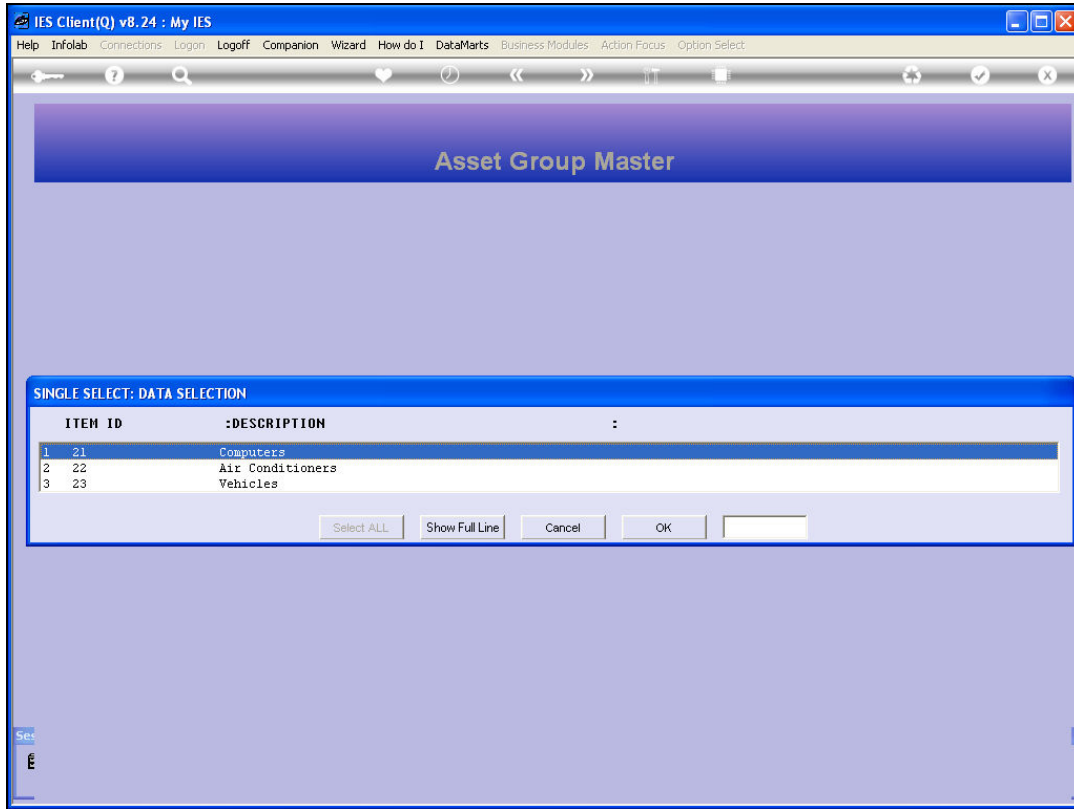 IES Client(Q) v8.24 : My IES
Help Infolab Connections Logon Logoff Companion Wizard How do I DataMarts Business Modules Action Focus Option Select
Asset Group Master
SINGLE SELECT: DATA SELECTION
ITEM ID :DESCRIPTION :
1 21 Computers
2 22 Air Conditioners
3 23 Vehicles
Select ALL Show Full Line Cancel OK
Ses